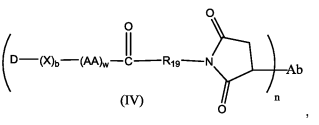 O
O
D—(X)b—(AA)w—C—R19—N
Ab
O
n
(IV)
,